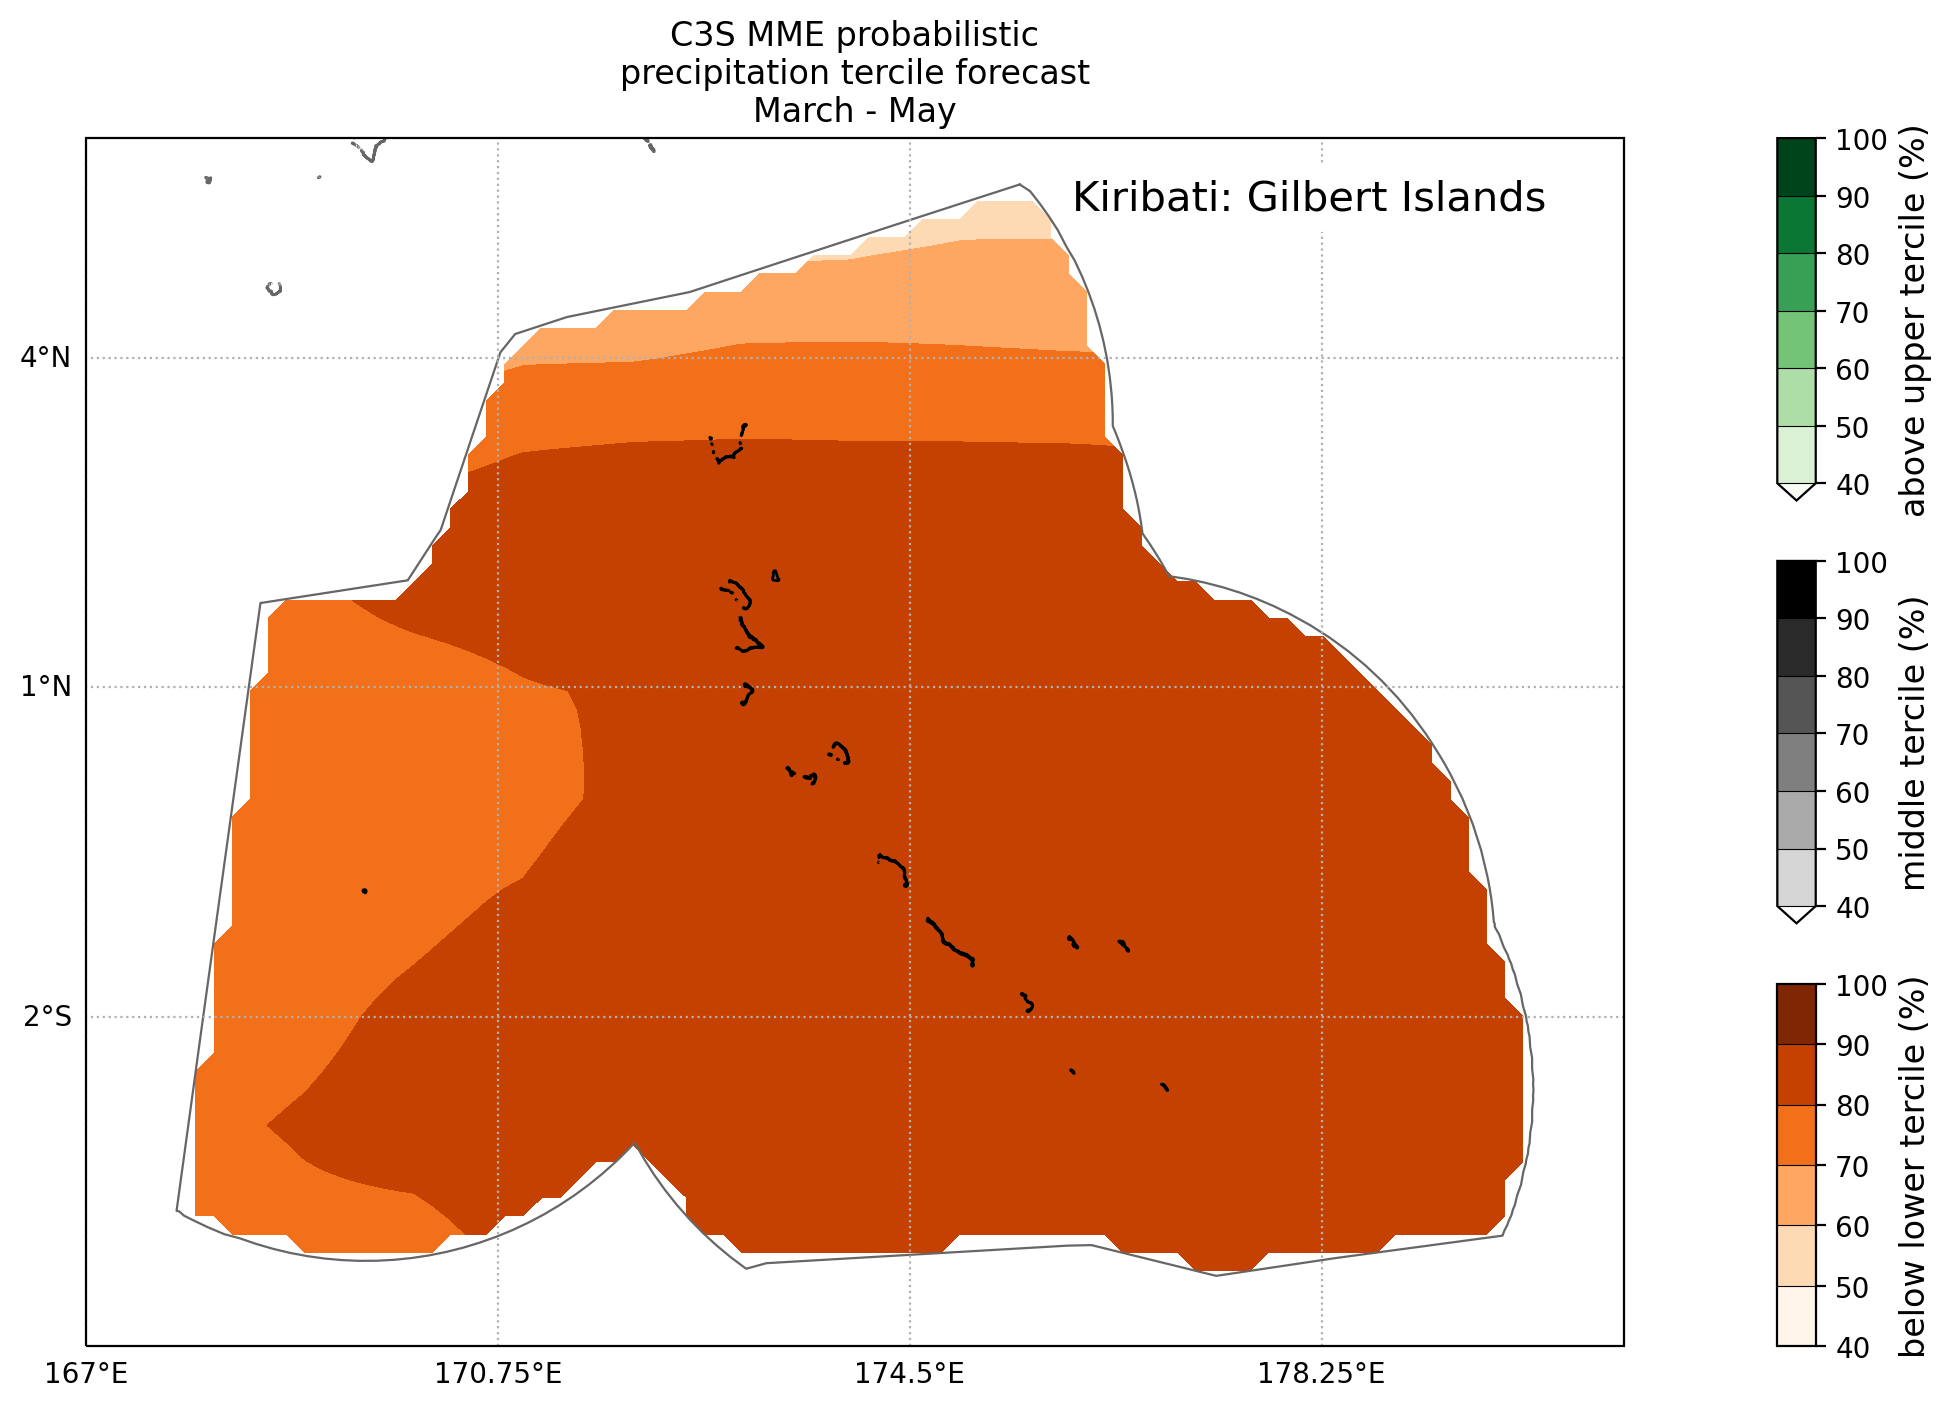 C3S MME probabilistic
precipitation tercile forecast
March - May
Kiribati: Gilbert Islands
4°N
1°N
2°S
167°E
170.75°E
174.5°E
178.25°E
100
90
80
70
60
50
40
above upper tercile (%)
100
90
80
70
60
50
40
middle tercile (%)
100
90
80
70
60
50
40
below lower tercile (%)